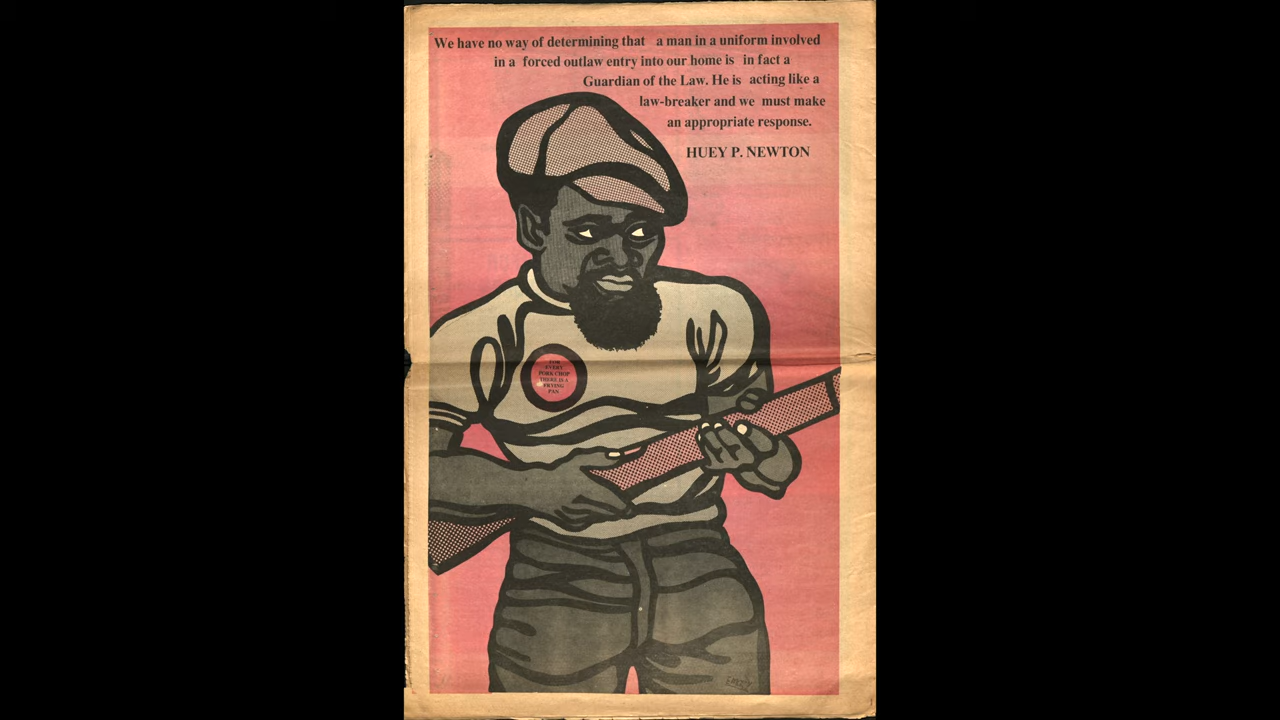 We have no way of determining that a man in a uniform involved
in a forced outlaw entry into our home is in fact a
Guardian of the Law. He is acting like a
law-breaker and we must make
an appropriate response.
HUEY P. NEWTON
FOR
EVERY
PORK CHOP
THERE IS A
FRYING
PAN